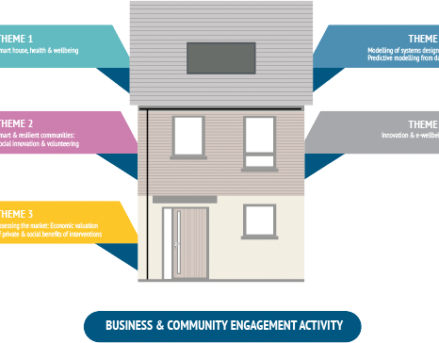 THEME 1
mart house, health & wellbeing
THEME 2
mart & resilient communities:
ocial innovation & volunteering
THEME 3
oosting the market: Economic valuation
f private & social benefits of interventions
THEME
Modelling of systems design
Predictive modelling from da
THEME
Innovation & e-wellbein
BUSINESS & COMMUNITY ENGAGEMENT ACTIVITY